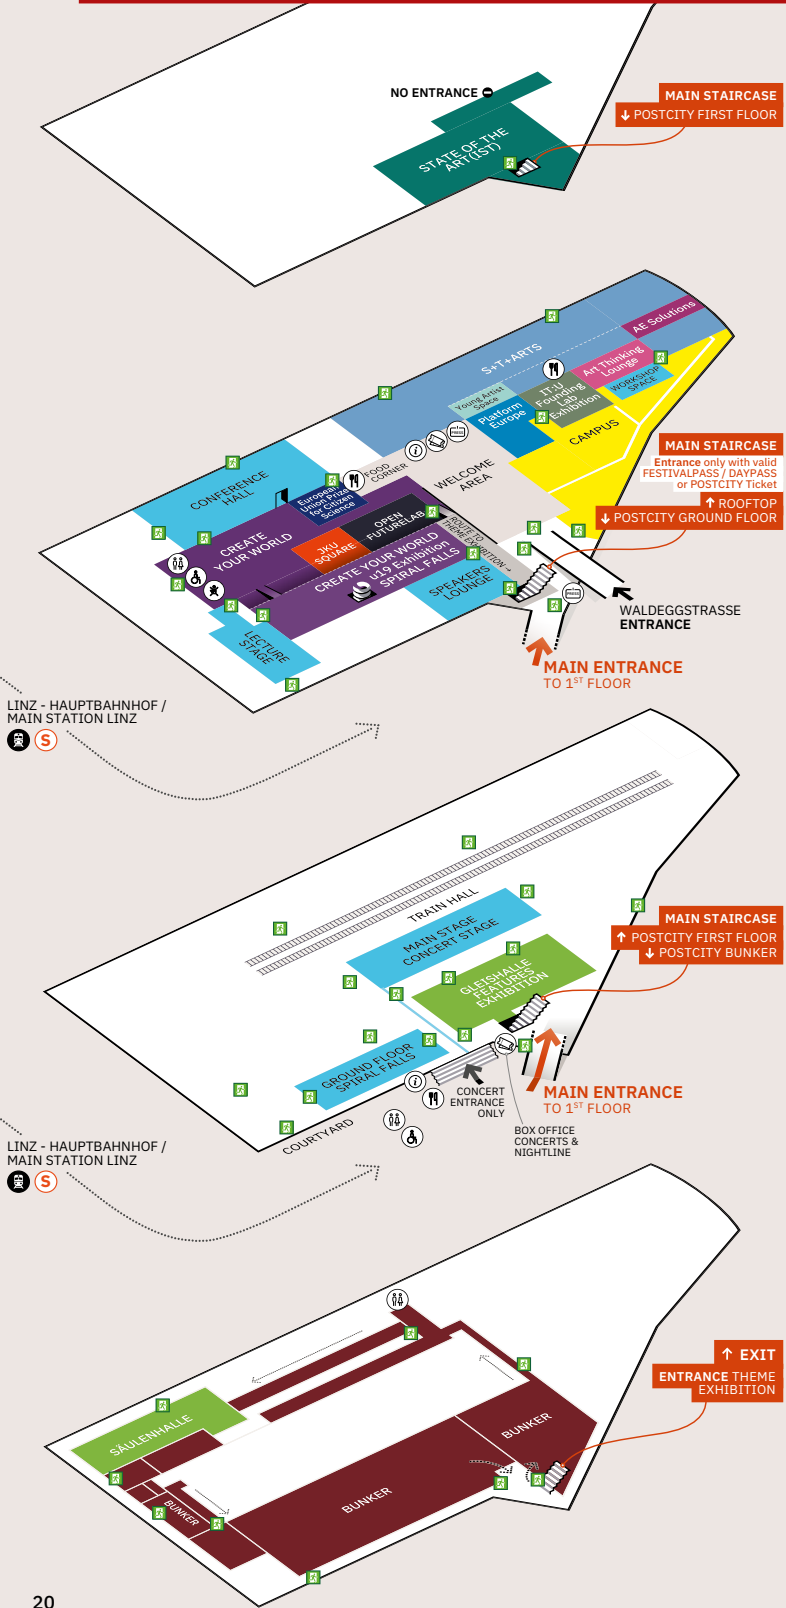 NO ENTRANCE
MAIN STAIRCASE
↓ POSTCITY FIRST FLOOR
STATE OF THE
ART(IST)
AE Solutions
S+T+ARTS
Art Thinking
Lounge
WORKSHOP
SPACE
Young Artist
Space
IT:U
Founding
Lab
Exhibition
Platform
Europe
CAMPUS
PRESS
i
FOOD
CORNER
WELCOME
AREA
CONFERENCE
HALL
European
Union Prize
for Citizen
Science
MAIN STAIRCASE
Entrance only with valid
FESTIVALPASS / DAYPASS
or POSTCITY Ticket
↑ ROOFTOP
↓ POSTCITY GROUND FLOOR
CREATE
YOUR WORLD
OPEN
FUTURELAB
JKU
SQUARE
ROUTE TO
THEME EXHIBITION →
CREATE YOUR WORLD
u19 Exhibition
SPIRAL FALLS
SPEAKERS
LOUNGE
PRESS
LECTURE
STAGE
WALDEGGSTRASSE
ENTRANCE
MAIN ENTRANCE
TO 1ST FLOOR
LINZ - HAUPTBAHNHOF /
MAIN STATION LINZ
S
TRAIN HALL
MAIN STAGE
CONCERT STAGE
MAIN STAIRCASE
↑ POSTCITY FIRST FLOOR
↓ POSTCITY BUNKER
GLEISHALLE
FEATURES
EXHIBITION
GROUND FLOOR
SPIRAL FALLS
i
CONCERT
ENTRANCE
ONLY
MAIN ENTRANCE
TO 1ST FLOOR
COURTYARD
BOX OFFICE
CONCERTS &
NIGHTLINE
LINZ - HAUPTBAHNHOF /
MAIN STATION LINZ
S
↑ EXIT
ENTRANCE THEME
EXHIBITION
SÄULENHALLE
BUNKER
BUNKER
BUNKER
20